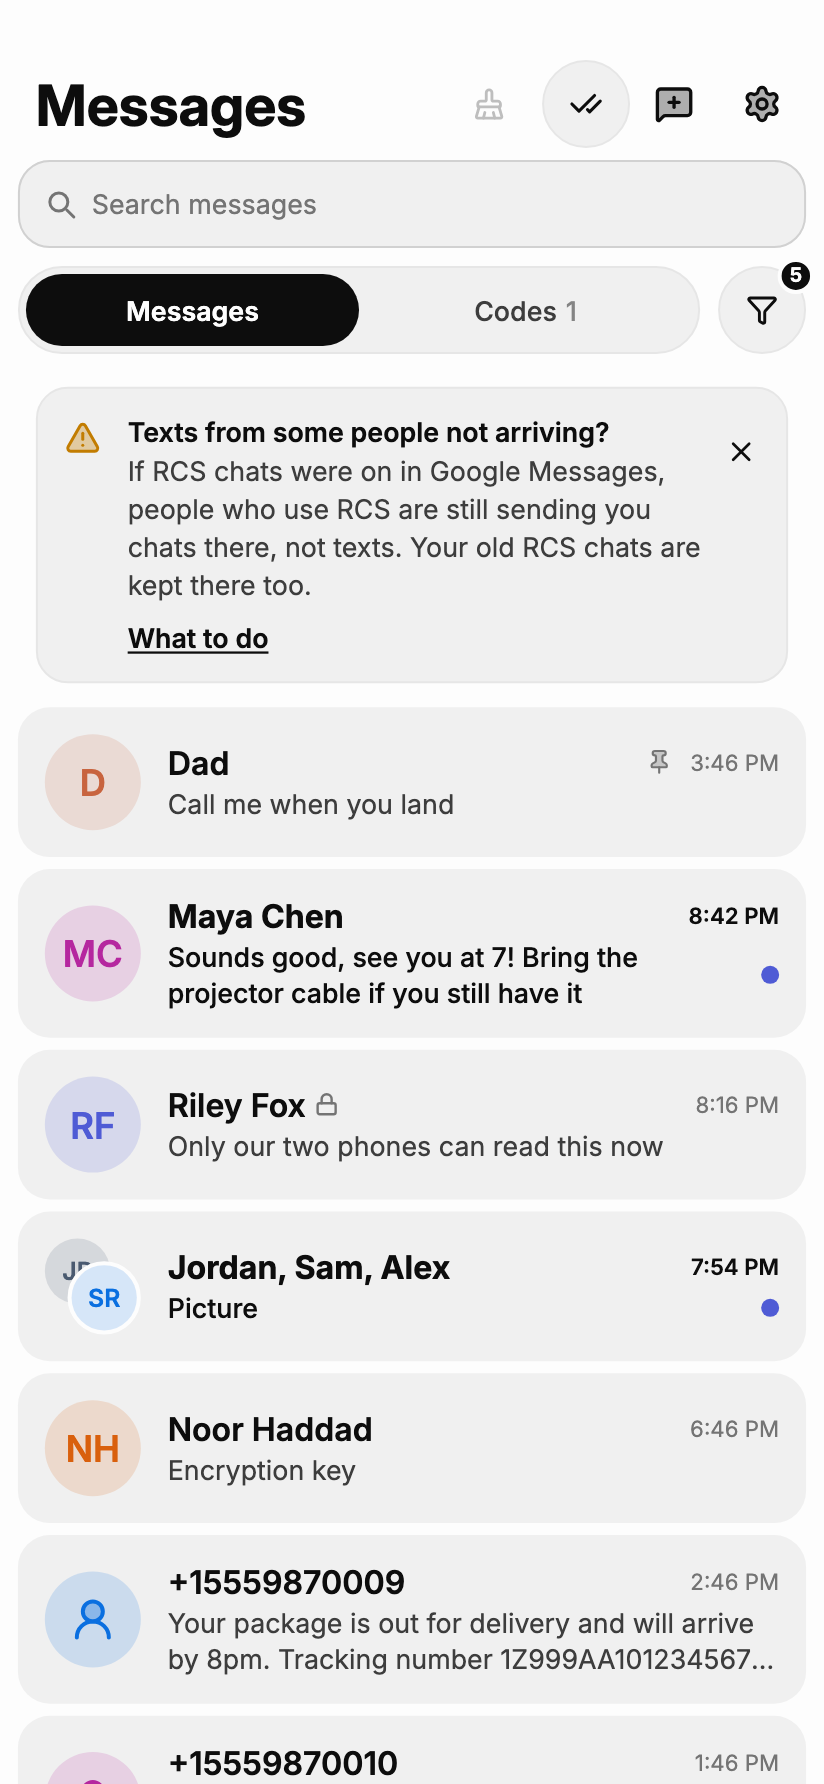 Messages
Search messages
Messages
Codes 1
5
Texts from some people not arriving?
If RCS chats were on in Google Messages,
people who use RCS are still sending you
chats there, not texts. Your old RCS chats are
kept there too.
What to do
D
Dad
3:46 PM
Call me when you land
MC
Maya Chen
8:42 PM
Sounds good, see you at 7! Bring the
projector cable if you still have it
RF
Riley Fox
8:16 PM
Only our two phones can read this now
SR
Jordan, Sam, Alex
7:54 PM
Picture
NH
Noor Haddad
6:46 PM
Encryption key
+15559870009
2:46 PM
Your package is out for delivery and will arrive
by 8pm. Tracking number 1Z999AA101234567...
+15559870010
1:46 PM